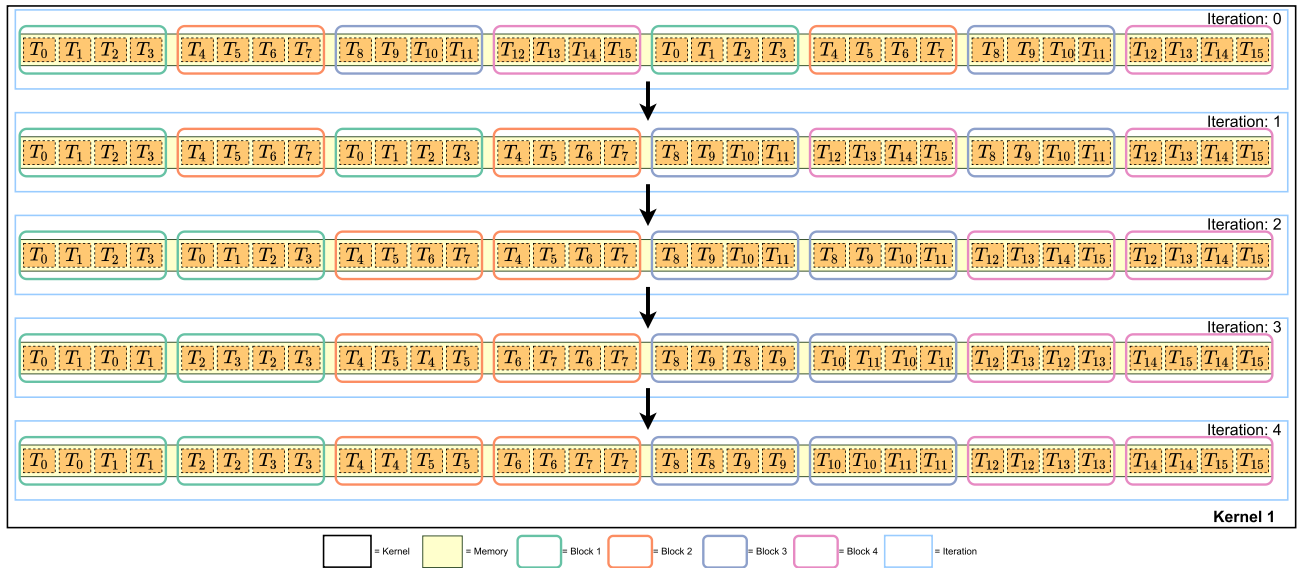 Iteration: 0
T0 T1 T2 T3 T4 T5 T6 T7 T8 T9 T10 T11 T12 T13 T14 T15 T0 T1 T2 T3 T4 T5 T6 T7 T8 T9 T10 T11 T12 T13 T14 T15
Iteration: 1
T0 T1 T2 T3 T4 T5 T6 T7 T0 T1 T2 T3 T4 T5 T6 T7 T8 T9 T10 T11 T12 T13 T14 T15 T8 T9 T10 T11 T12 T13 T14 T15
Iteration: 2
T0 T1 T2 T3 T0 T1 T2 T3 T4 T5 T6 T7 T4 T5 T6 T7 T8 T9 T10 T11 T8 T9 T10 T11 T12 T13 T14 T15 T12 T13 T14 T15
Iteration: 3
T0 T1 T0 T1 T2 T3 T2 T3 T4 T5 T4 T5 T6 T7 T6 T7 T8 T9 T8 T9 T10 T11 T10 T11 T12 T13 T12 T13 T14 T15 T14 T15
Iteration: 4
T0 T0 T1 T1 T2 T2 T3 T3 T4 T4 T5 T5 T6 T6 T7 T7 T8 T8 T9 T9 T10 T10 T11 T11 T12 T12 T13 T13 T14 T14 T15 T15
Kernel 1
= Kernel = Memory = Block 1 = Block 2 = Block 3 = Block 4 = Iteration